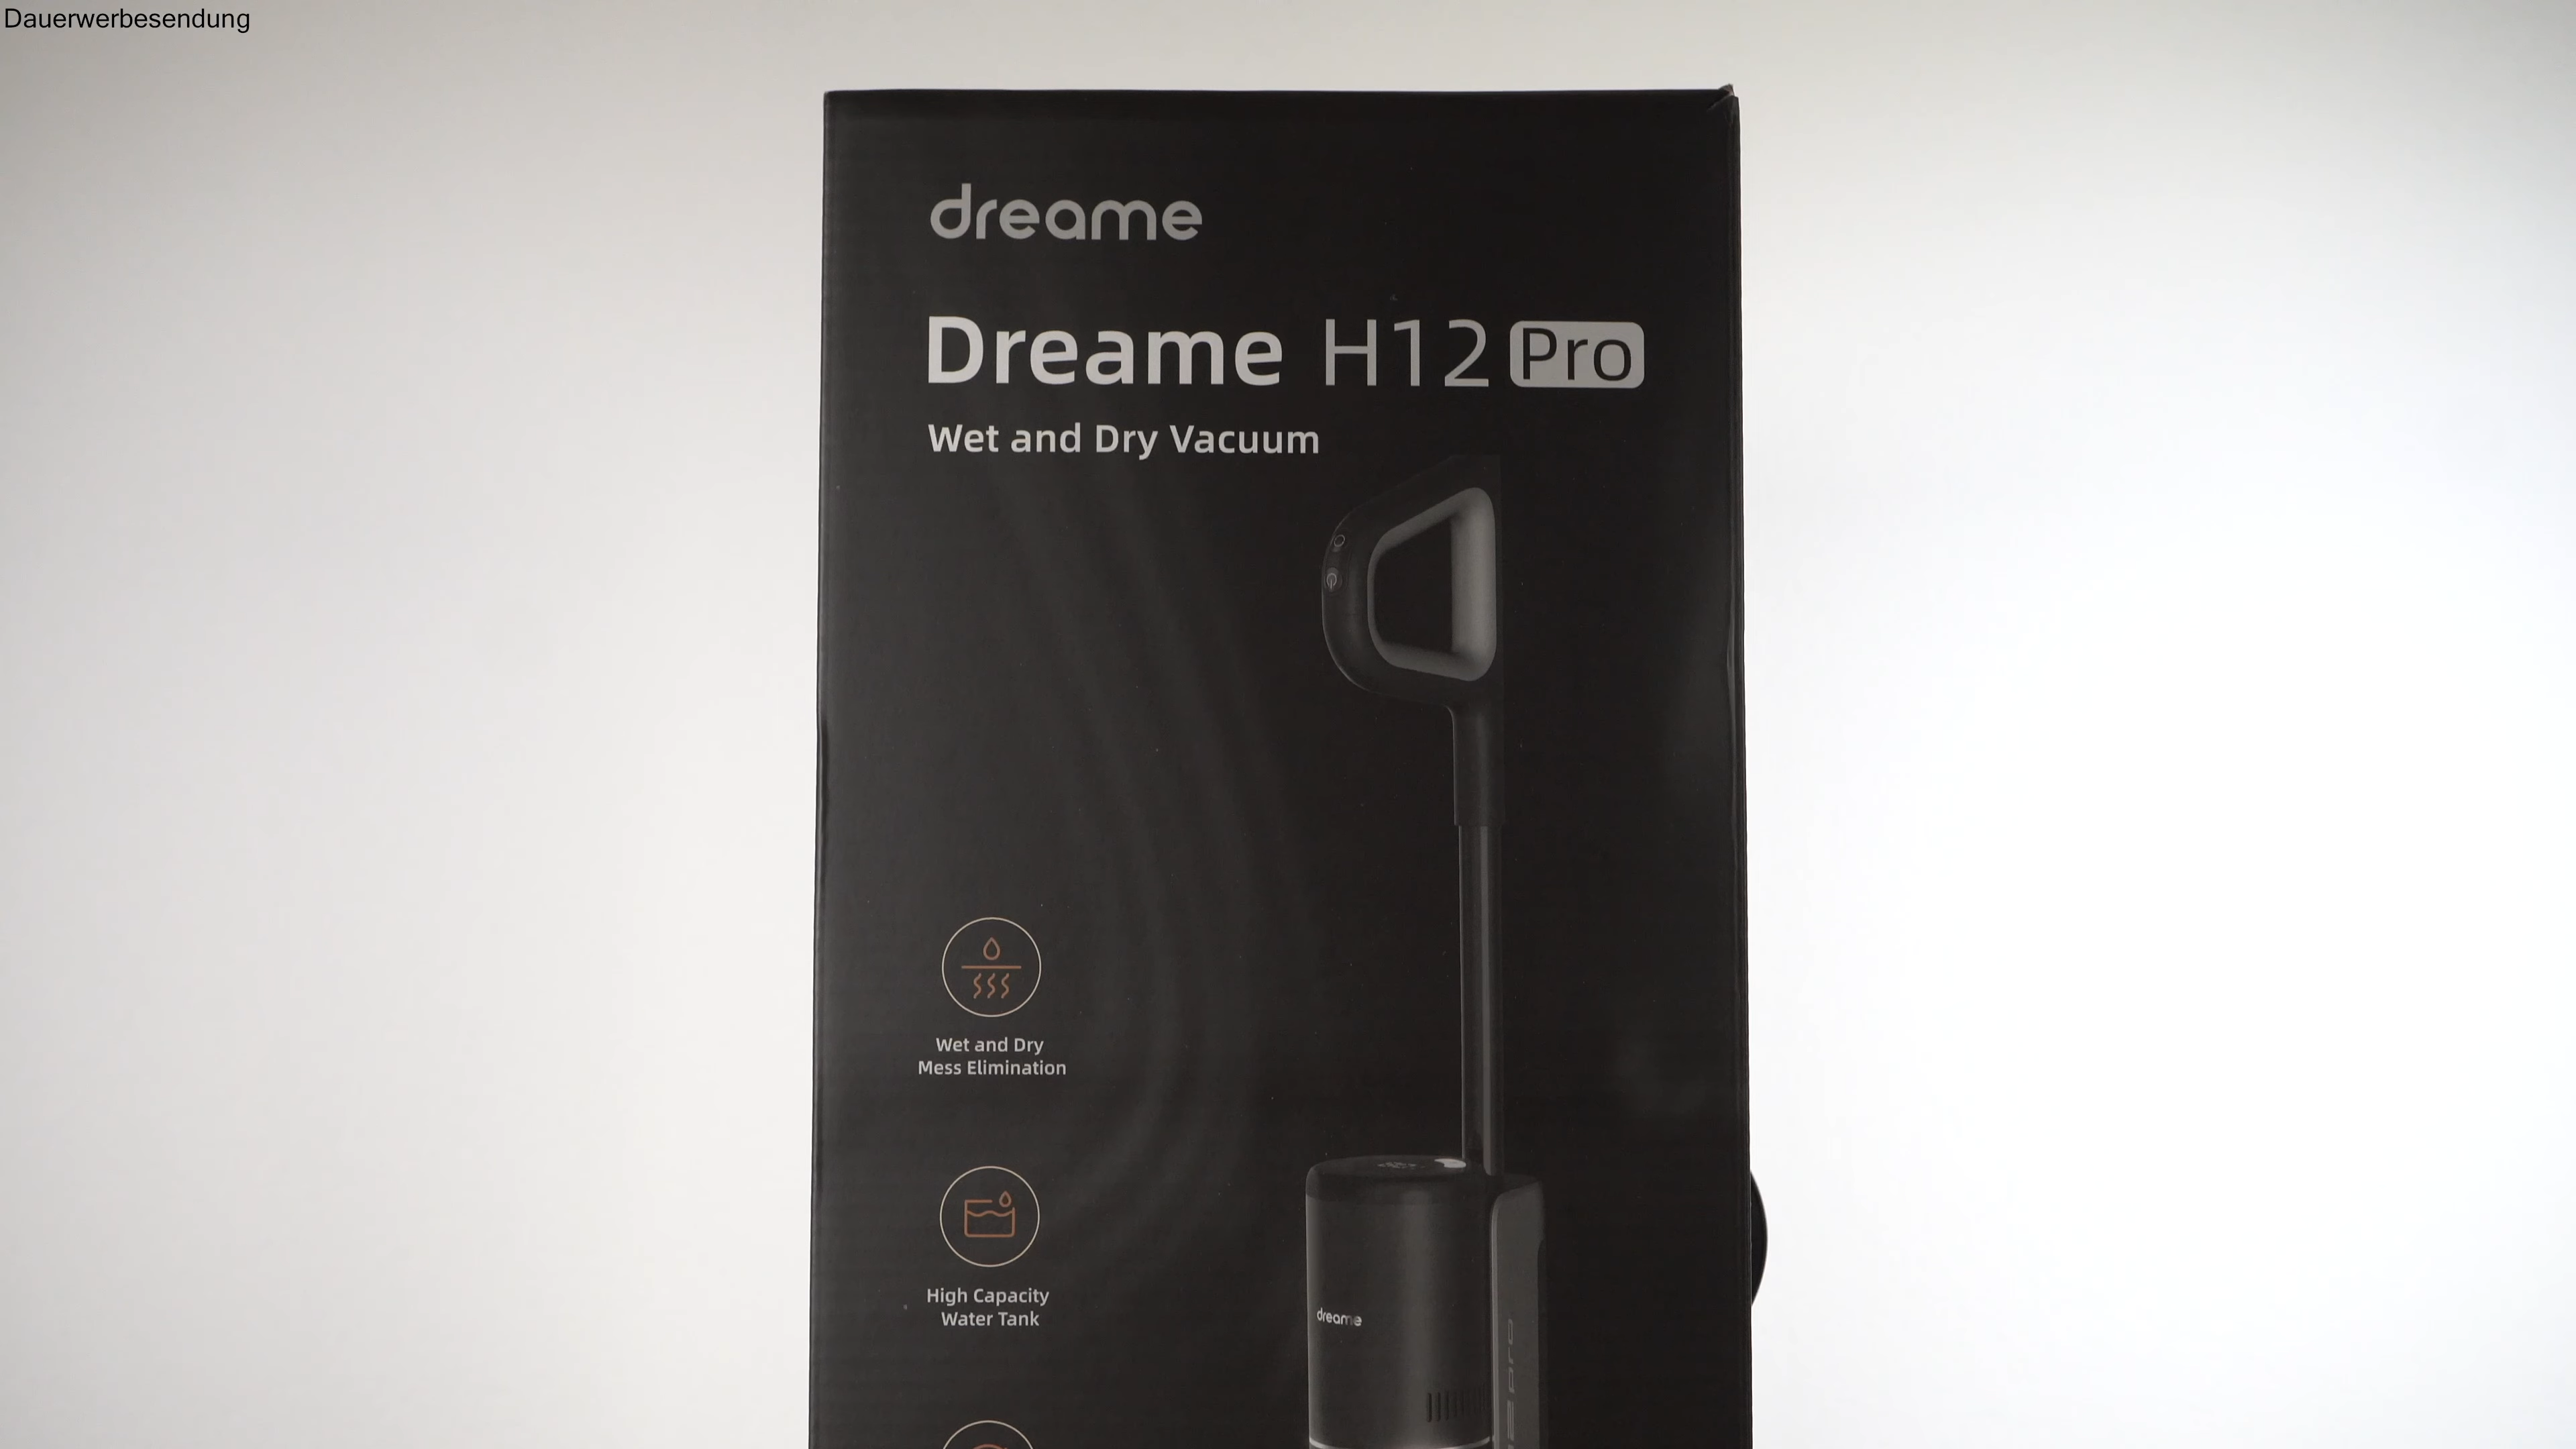 Dauerwerbesendung
dreame
Dreame H12 Pro
Wet and Dry Vacuum
Wet and Dry
Mess Elimination
High Capacity
Water Tank
dreame
pro